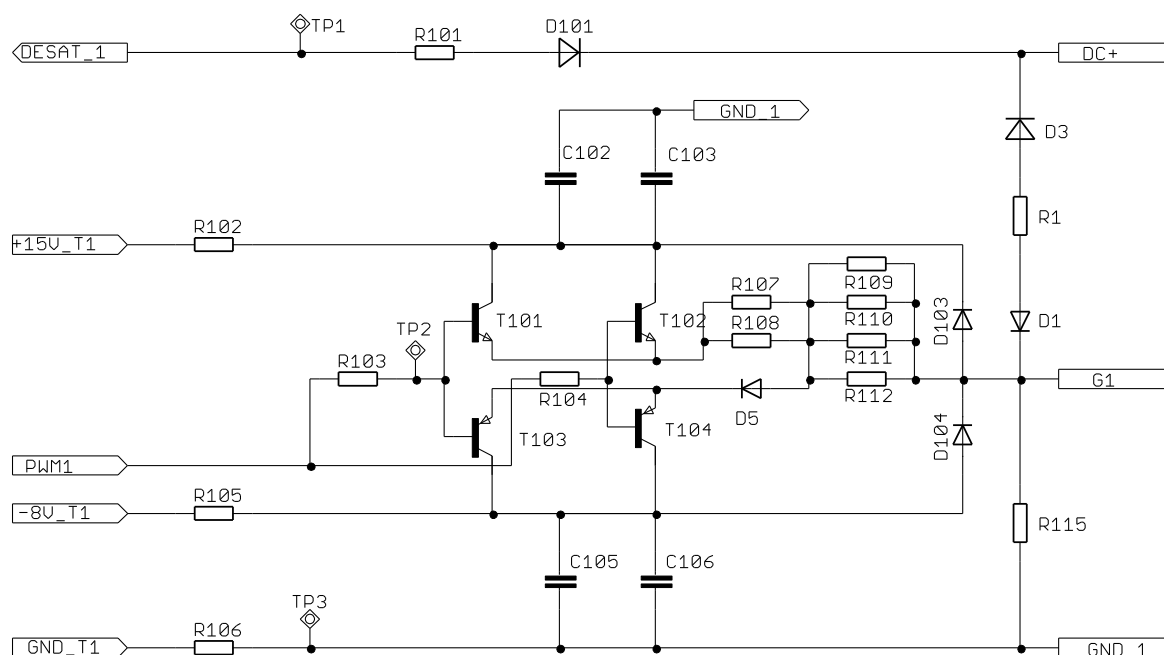 TP1
D101
R101
DESAT_1
DC+
GND_1
D3
C102
C103
R1
R102
+15V_T1
R109
R107
R110
D103
D1
T101
T102
R108
TP2
R111
R103
G1
R104
R112
D5
T103
T104
D104
PWM1
R105
-8V_T1
R115
C105
C106
TP3
R106
GND_T1
GND_1